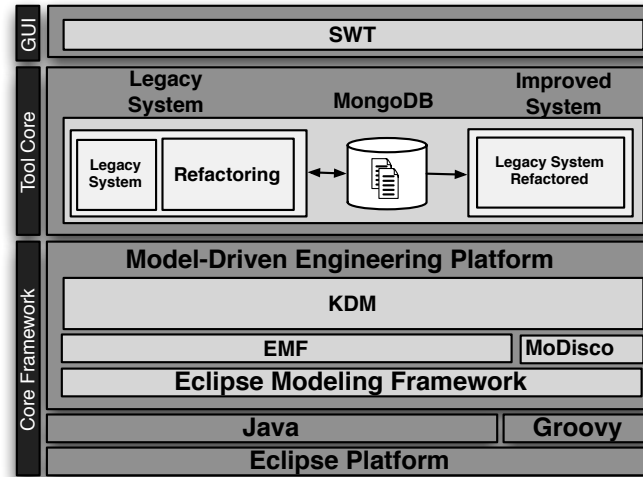 GUI
SWT
Tool Core
Legacy
System
MongoDB
Improved
System
Legacy
System
Refactoring
Legacy System
Refactored
Core Framework
Model-Driven Engineering Platform
KDM
EMF
MoDisco
Eclipse Modeling Framework
Java
Groovy
Eclipse Platform